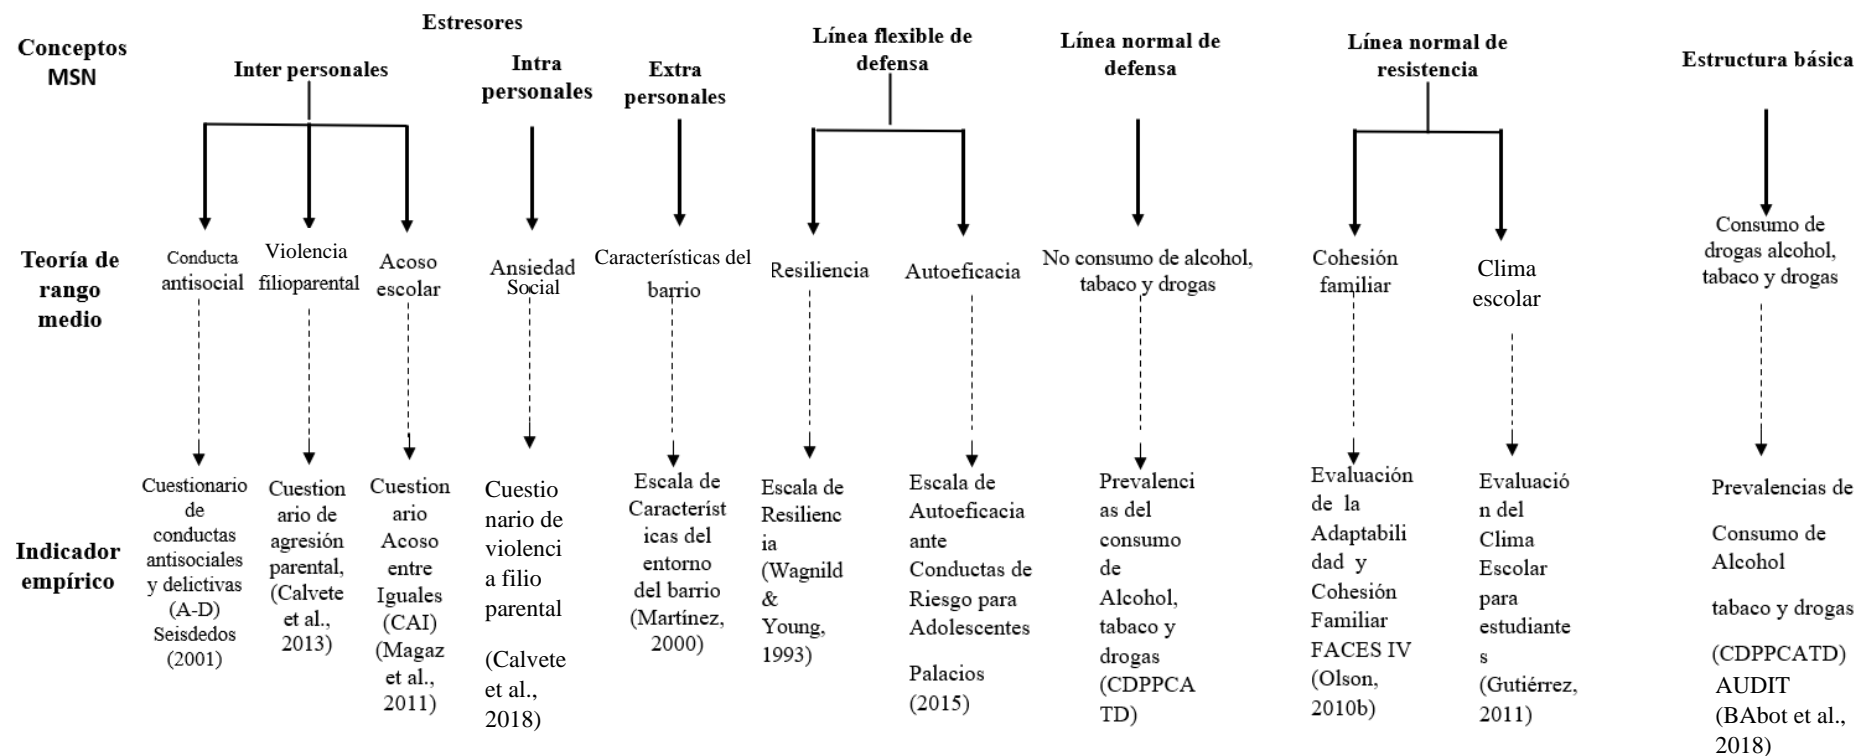 Conceptos
MSN
Estresores
Inter personales
Intra
personales
Extra
personales
Línea flexible de
defensa
Línea normal de
defensa
Línea normal de
resistencia
Estructura básica
Teoría de
rango
medio
Conducta
antisocial
Violencia
filioparental
Acoso
escolar
Ansiedad
Social
Características del
barrio
Resiliencia
Autoeficacia
No consumo de alcohol,
tabaco y drogas
Cohesión
familiar
Clima
escolar
Consumo de
drogas alcohol,
tabaco y drogas
Indicador
empírico
Cuestionario
de
conductas
antisociales
y delictivas
(A-D)
Seisdedos
(2001)
Cuestion
ario de
agresión
parental,
(Calvete
et al.,
2013)
Cuestion
ario
Acoso
entre
Iguales
(CAI)
(Magaz
et al.,
2011)
Cuestio
nario de
violenci
a filio
parental
(Calvete
et al.,
2018)
Escala de
Característ
icas del
entorno
del barrio
(Martínez,
2000)
Escala de
Resilienc
ia
(Wagnild
&
Young,
1993)
Escala de
Autoeficacia
ante
Conductas de
Riesgo para
Adolescentes
Palacios
(2015)
Prevalenci
as del
consumo
de
Alcohol,
tabaco y
drogas
(CDPPCA
TD)
Evaluación
de la
Adaptabili
dad y
Cohesión
Familiar
FACES IV
(Olson,
2010b)
Evaluació
n del
Clima
Escolar
para
estudiante
s
(Gutiérrez,
2011)
Prevalencias de
Consumo de
Alcohol
tabaco y drogas
(CDPPCATD)
AUDIT
(BAbot et al.,
2018)